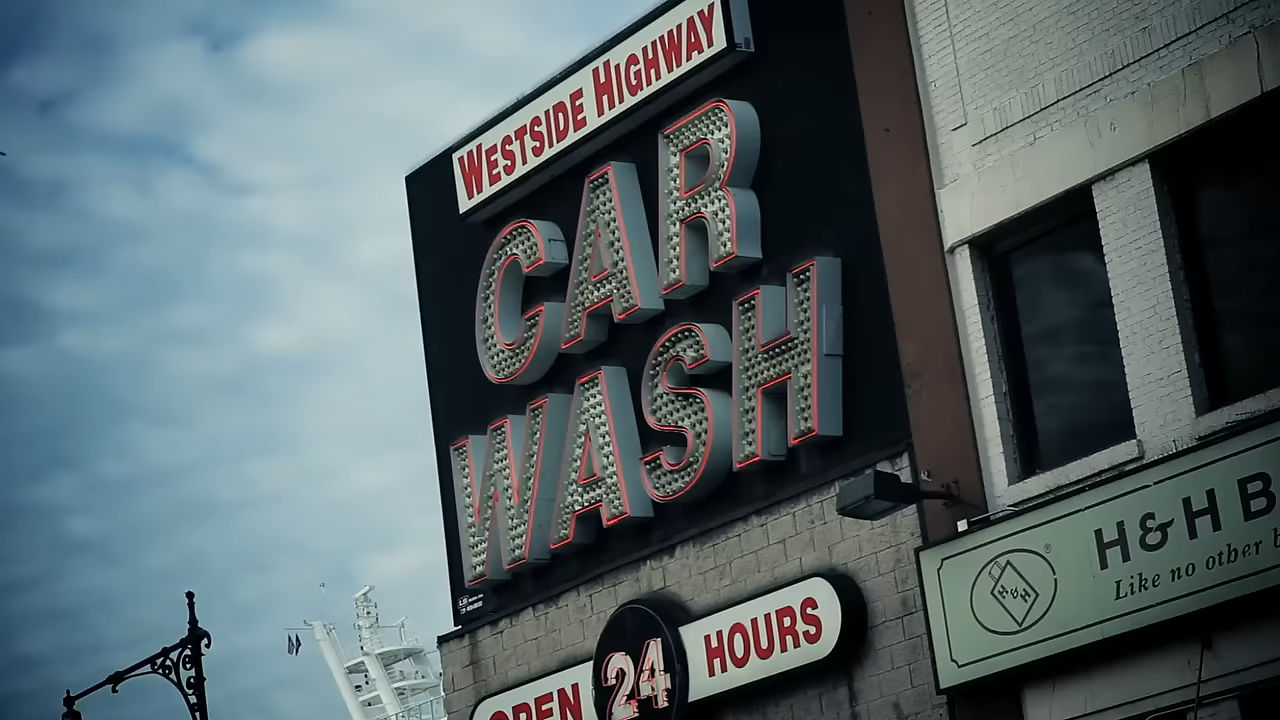 WESTSIDE HIGHWAY
CAR
WASH
OPEN 24 HOURS
H&H B
Like no other b
H&H